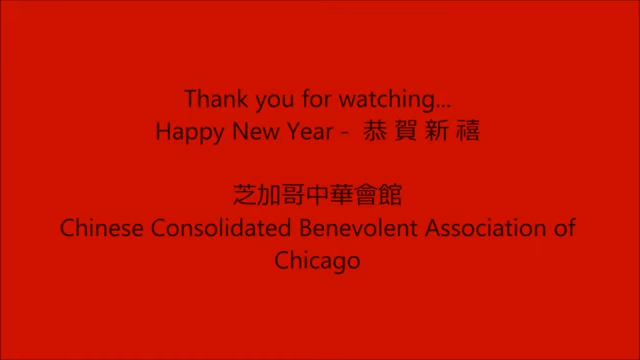 Thank you for watching...
Happy New Year - 恭 賀 新 禧
芝加哥中華會館
Chinese Consolidated Benevolent Association of
Chicago